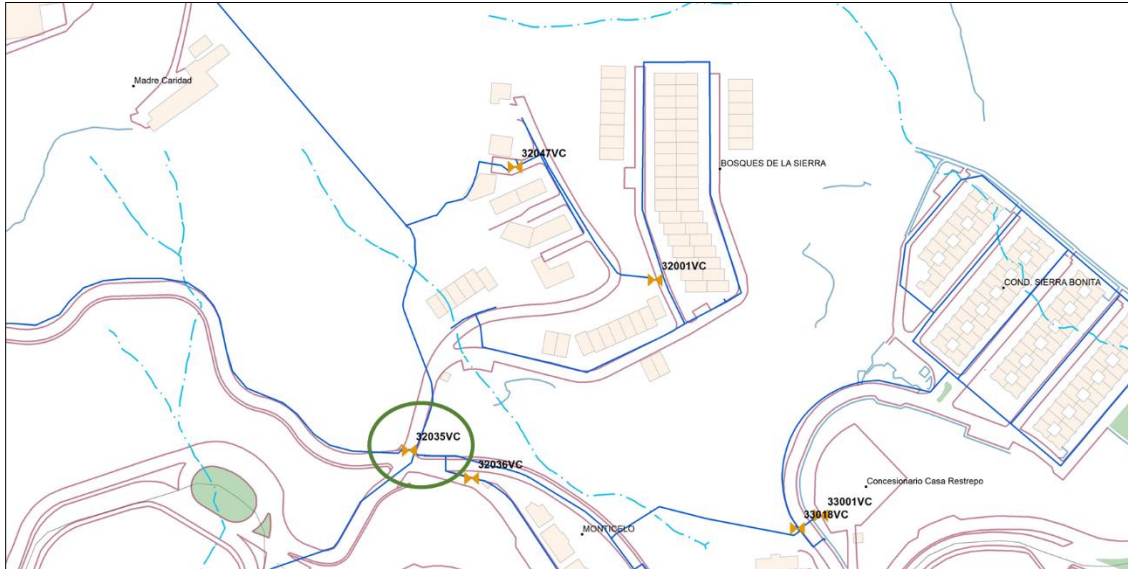 Madre Caridad
32047VC
BOSQUES DE LA SIERRA
32001VC
COND. SIERRA BONITA
32035VC
32036VC
Concesionario Casa Restrepo
33001VC
33018VC
MONTICELO